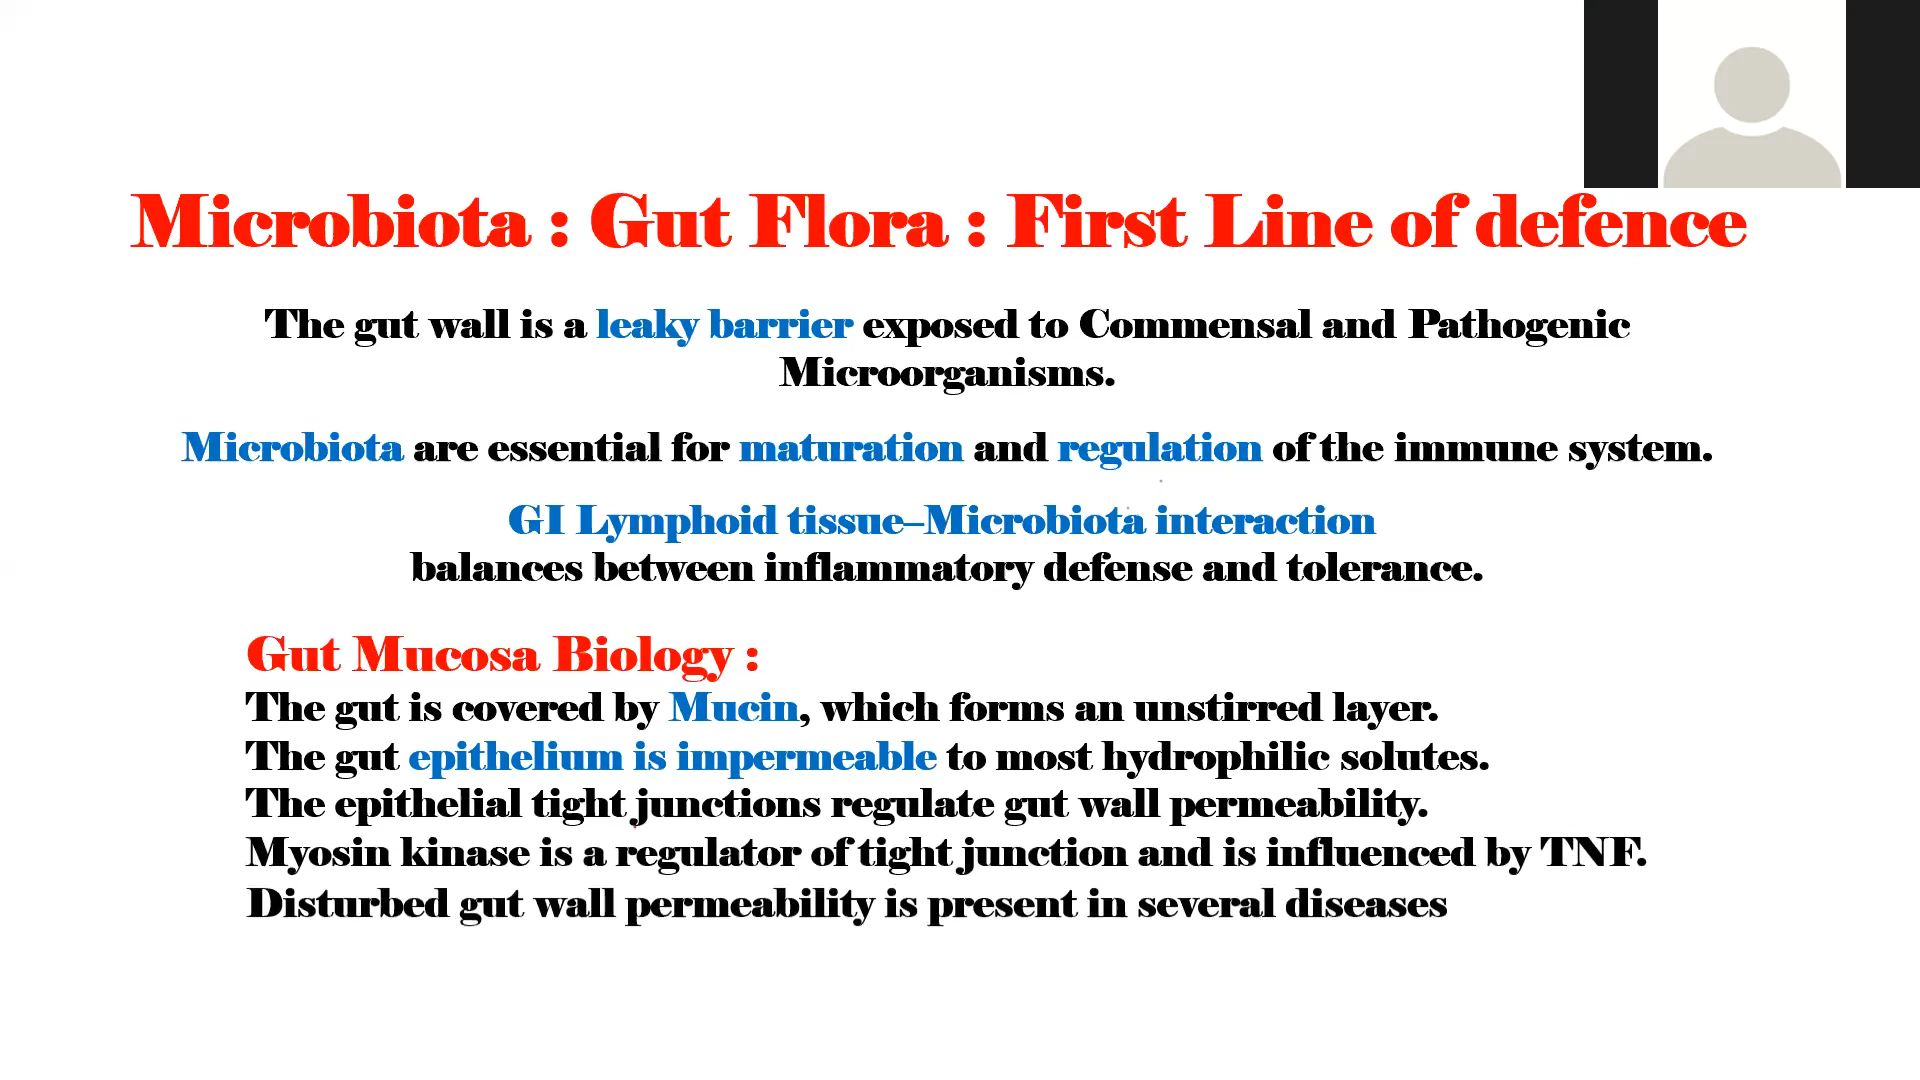 Microbiota : Gut Flora : First Line of defence
The gut wall is a leaky barrier exposed to Commensal and Pathogenic
Microorganisms.
Microbiota are essential for maturation and regulation of the immune system.
GI Lymphoid tissue–Microbiota interaction
balances between inflammatory defense and tolerance.
Gut Mucosa Biology :
The gut is covered by Mucin, which forms an unstirred layer.
The gut epithelium is impermeable to most hydrophilic solutes.
The epithelial tight junctions regulate gut wall permeability.
Myosin kinase is a regulator of tight junction and is influenced by TNF.
Disturbed gut wall permeability is present in several diseases